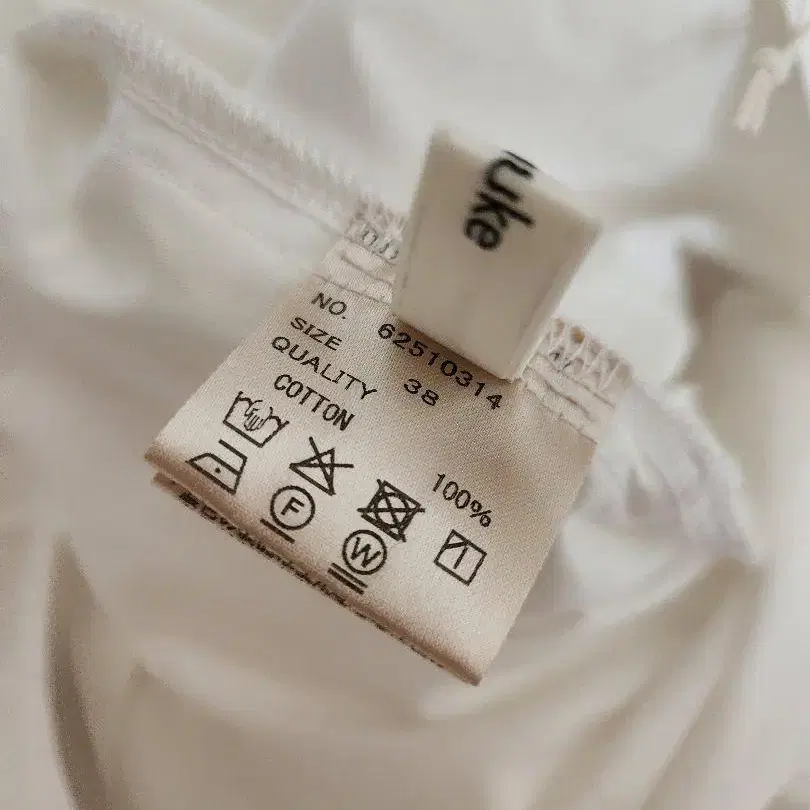 uke
NO. 62510314
SIZE 38
QUALITY
COTTON 100%
F
W